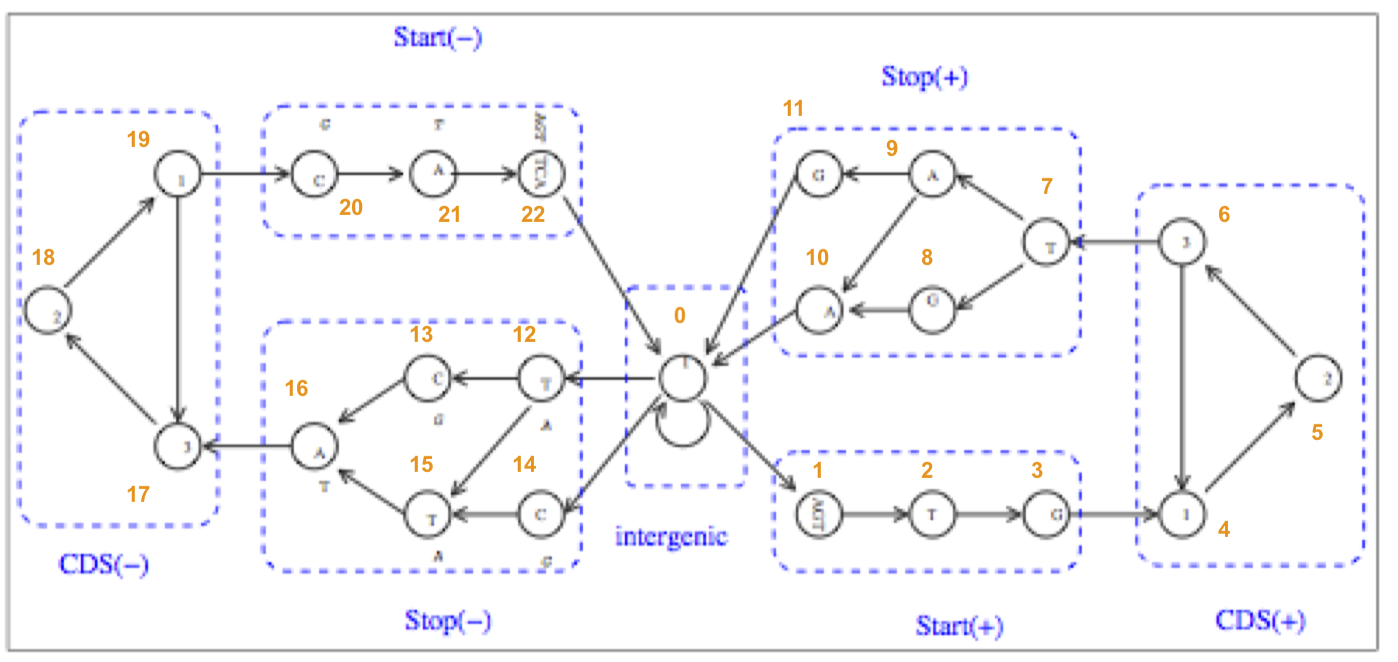 Start(−)
Stop(+)
11
19
G
T
AGT
9
1
C
A
TCA
G
A
7
20
21
22
T
3
6
18
10
8
2
0
A
G
13
12
1
16
C
T
2
G
A
5
3
A
15
14
1
2
3
T
T
C
AGT
T
G
1
4
17
A
G
intergenic
CDS(−)
Stop(−)
Start(+)
CDS(+)